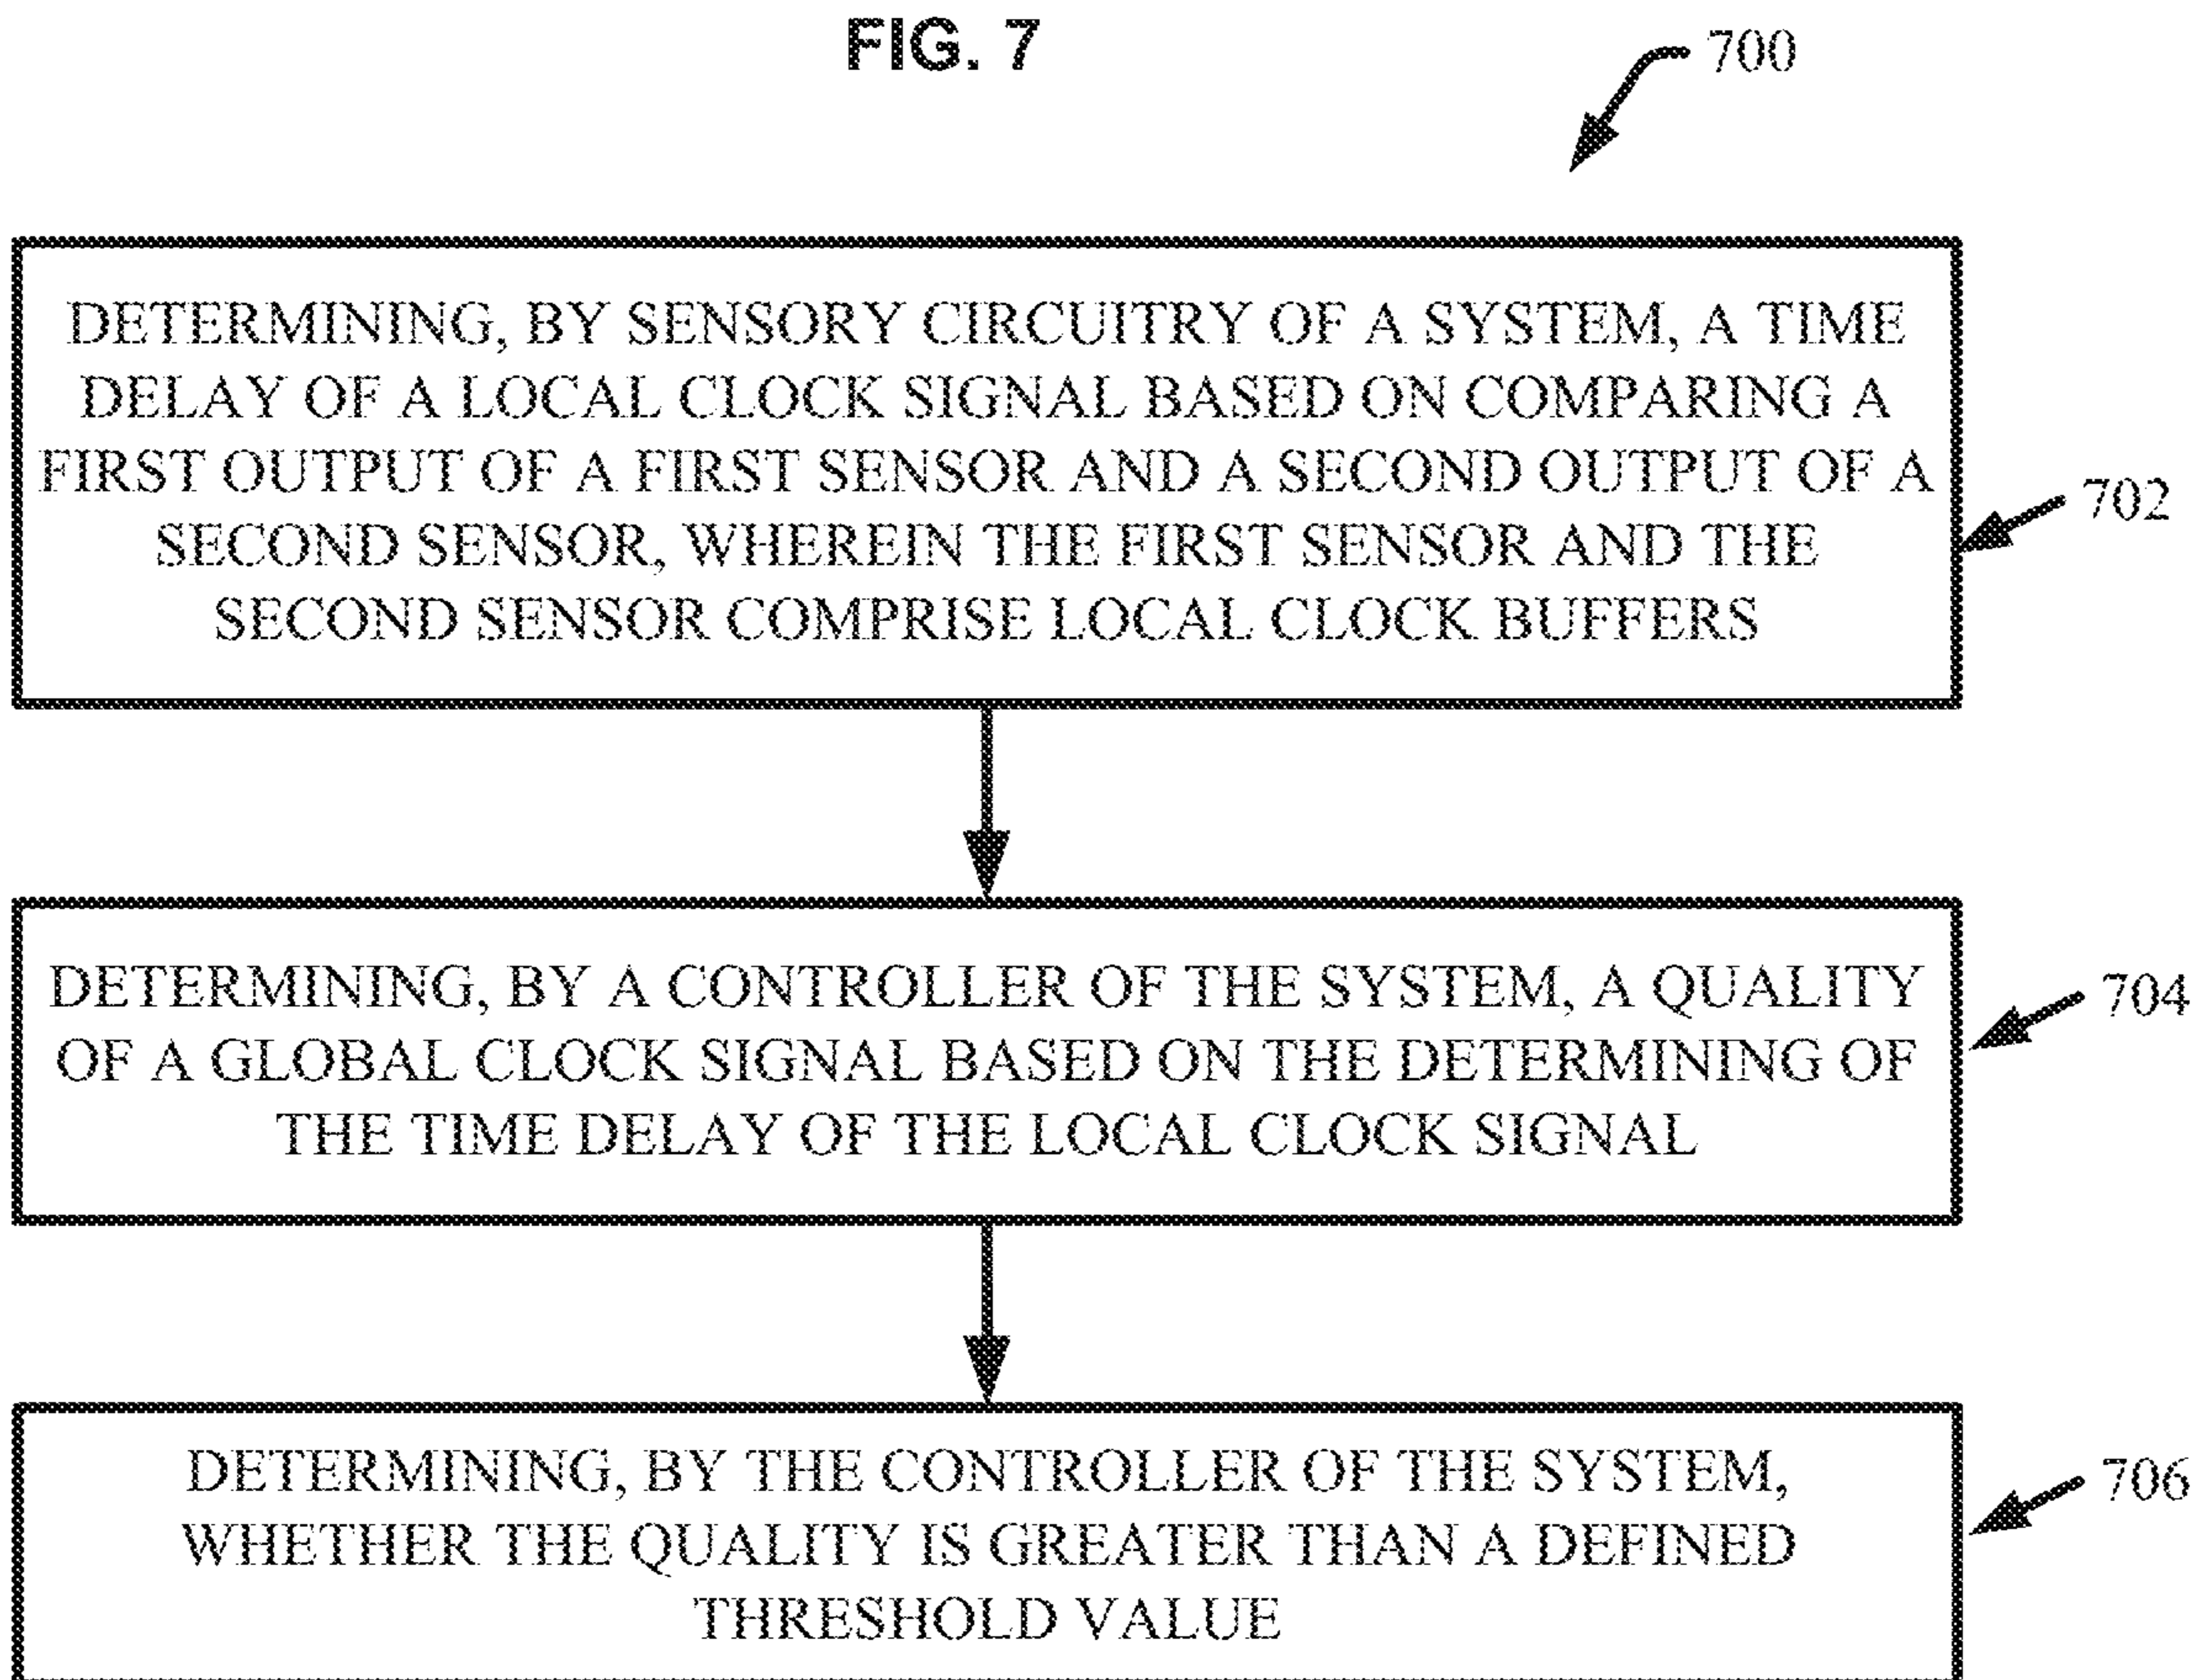 FIG. 7
700
DETERMINING, BY SENSORY CIRCUITRY OF A SYSTEM, A TIME
DELAY OF A LOCAL CLOCK SIGNAL BASED ON COMPARING A
FIRST OUTPUT OF A FIRST SENSOR AND A SECOND OUTPUT OF A
SECOND SENSOR, WHEREIN THE FIRST SENSOR AND THE
SECOND SENSOR COMPRISE LOCAL CLOCK BUFFERS
702
DETERMINING, BY A CONTROLLER OF THE SYSTEM, A QUALITY
OF A GLOBAL CLOCK SIGNAL BASED ON THE DETERMINING OF
THE TIME DELAY OF THE LOCAL CLOCK SIGNAL
704
DETERMINING, BY THE CONTROLLER OF THE SYSTEM,
WHETHER THE QUALITY IS GREATER THAN A DEFINED
THRESHOLD VALUE
706